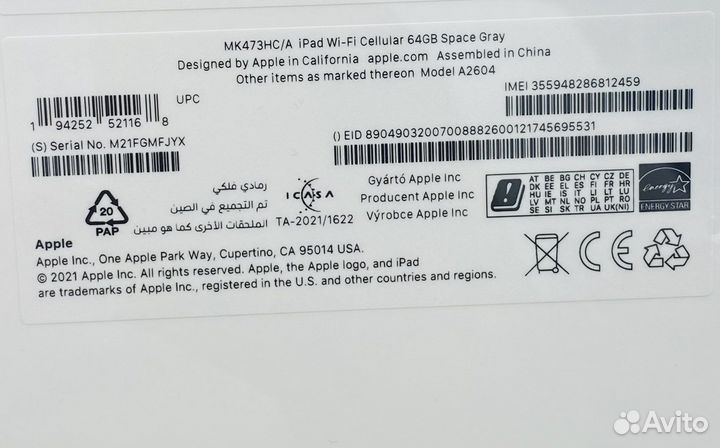 MK473HC/A iPad Wi-Fi Cellular 64GB Space Gray
Designed by Apple in California apple.com Assembled in China
Other items as marked thereon Model A2604
UPC
1 94252 52116 8
IMEI 355948286812459
(S) Serial No. M21FGMFJYX
() EID 89049032007008882600121745695531
20
PAP
رمادي فلكي
تم التجميع في الصين
الملحقات الأخرى كما هو مبين
ICASA
TA-2021/1622
Gyártó Apple Inc
Producent Apple Inc
Výrobce Apple Inc
AT BE BG CH CY CZ DE
DK EE EL ES FI FR HR
HU IE IS IT LI LT LU
LV MT NL NO PL PT RO
SE SI SK TR UA UK(NI)
energy
ENERGY STAR
Apple
Apple Inc., One Apple Park Way, Cupertino, CA 95014 USA.
© 2021 Apple Inc. All rights reserved. Apple, the Apple logo, and iPad
are trademarks of Apple Inc., registered in the U.S. and other countries and regions.
CE
Avito